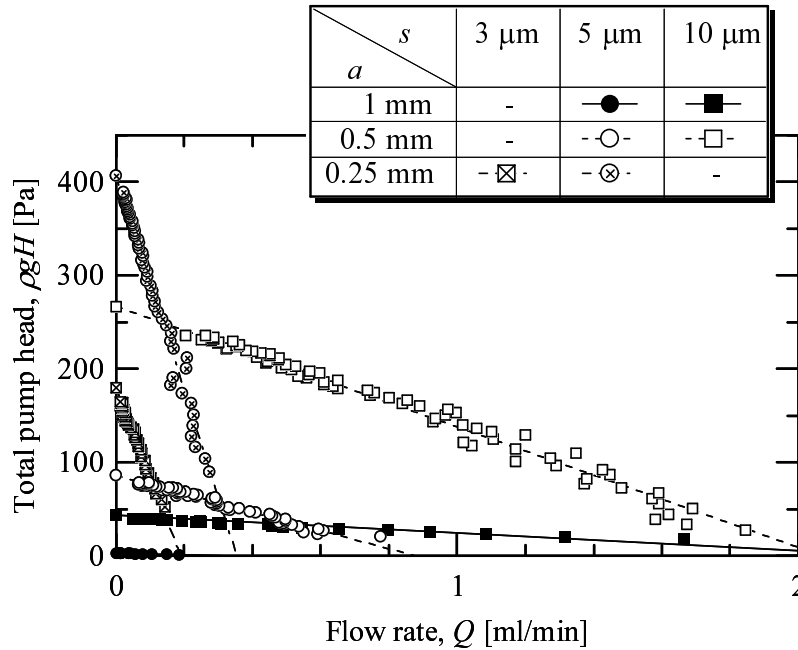 s 3 μm 5 μm 10 μm
a
1 mm -
0.5 mm -
0.25 mm -
400
300
200
100
0
Total pump head, ρgH [Pa]
0 1 2
Flow rate, Q [ml/min]